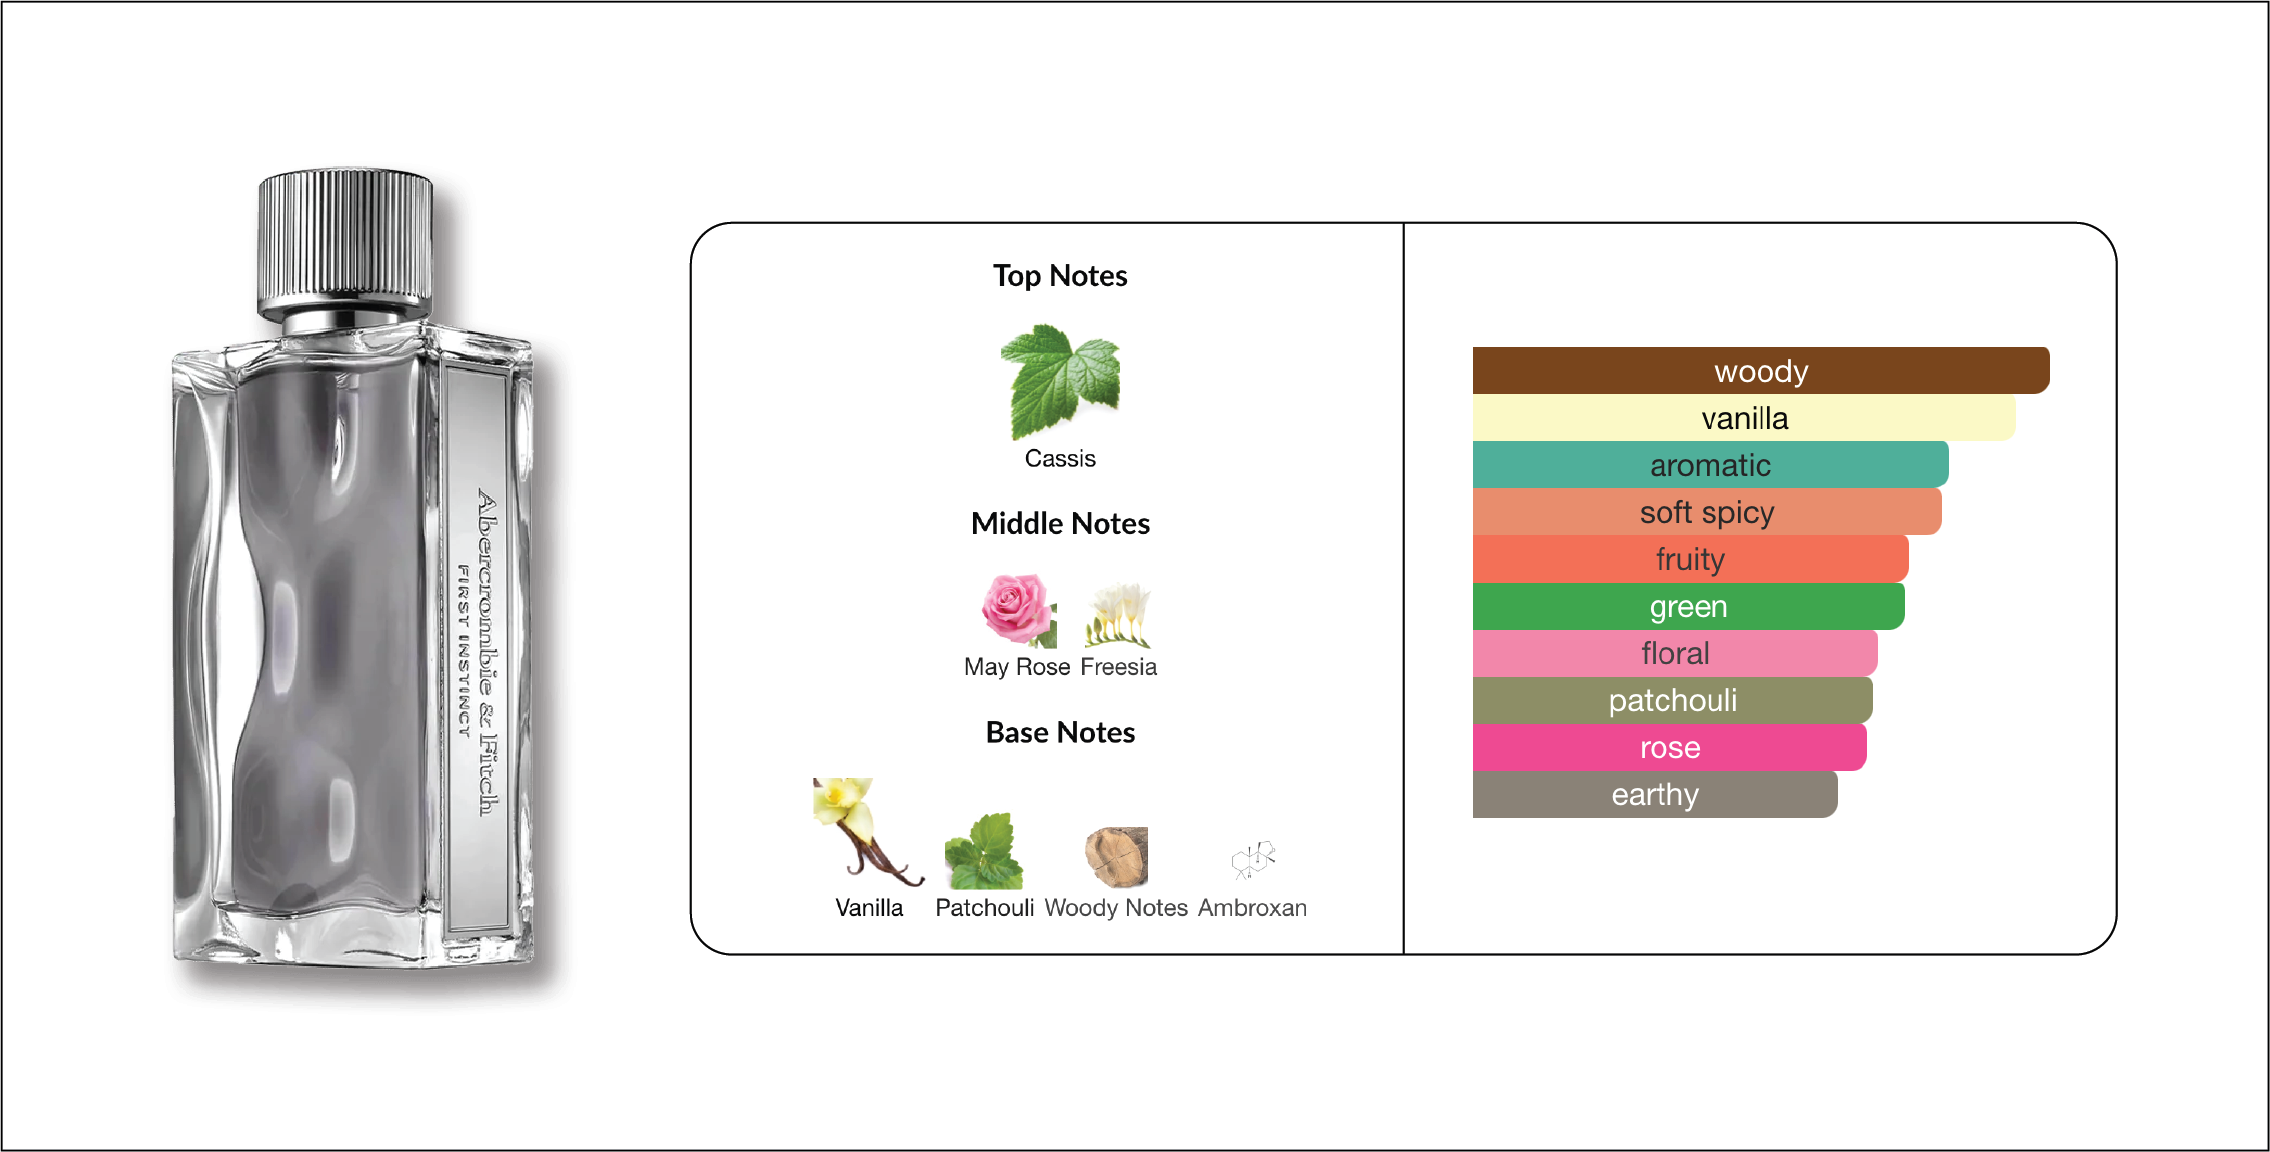 Abercrombie & Fitch
FIRST INSTINCT
Top Notes
Cassis
Middle Notes
May Rose Freesia
Base Notes
Vanilla Patchouli Woody Notes Ambroxan
woody
vanilla
aromatic
soft spicy
fruity
green
floral
patchouli
rose
earthy